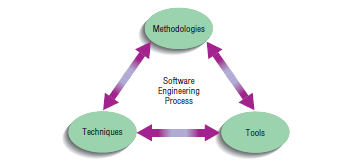 Methodologies
Software
Engineering
Process
Techniques
Tools